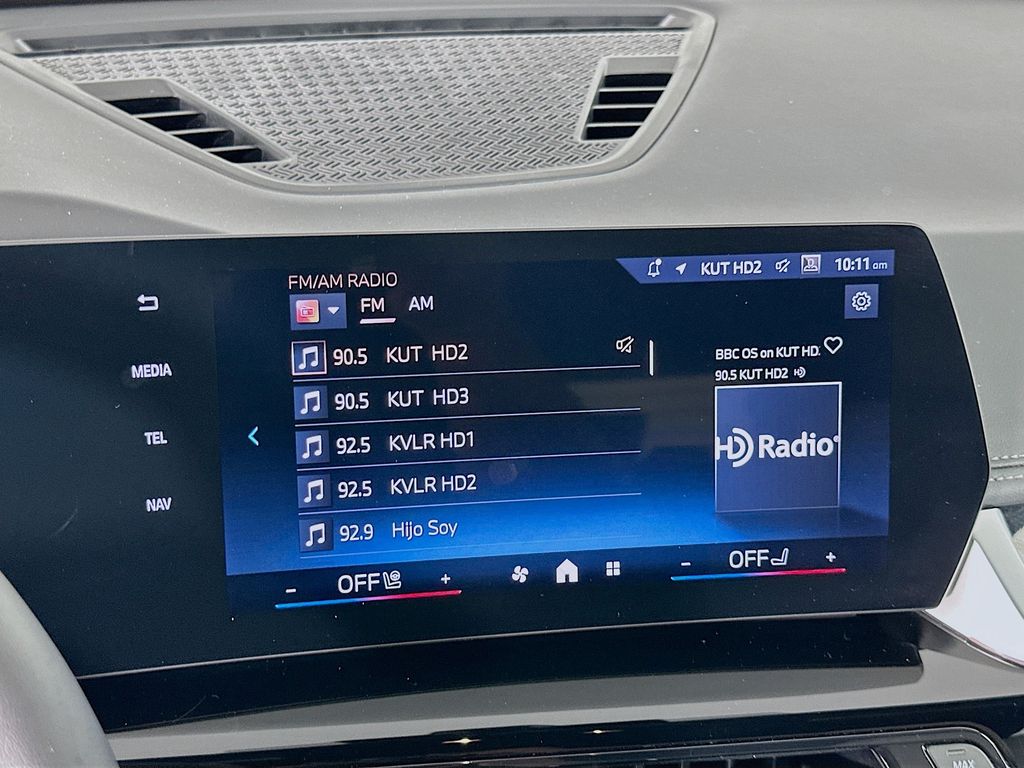 KUT HD2 10:11 am
FM/AM RADIO
FM AM
MEDIA
TEL
NAV
90.5 KUT HD2
90.5 KUT HD3
92.5 KVLR HD1
92.5 KVLR HD2
92.9 Hijo Soy
BBC OS on KUT HD.
90.5 KUT HD2
HD Radio®
- OFF +
- OFF +
MAX